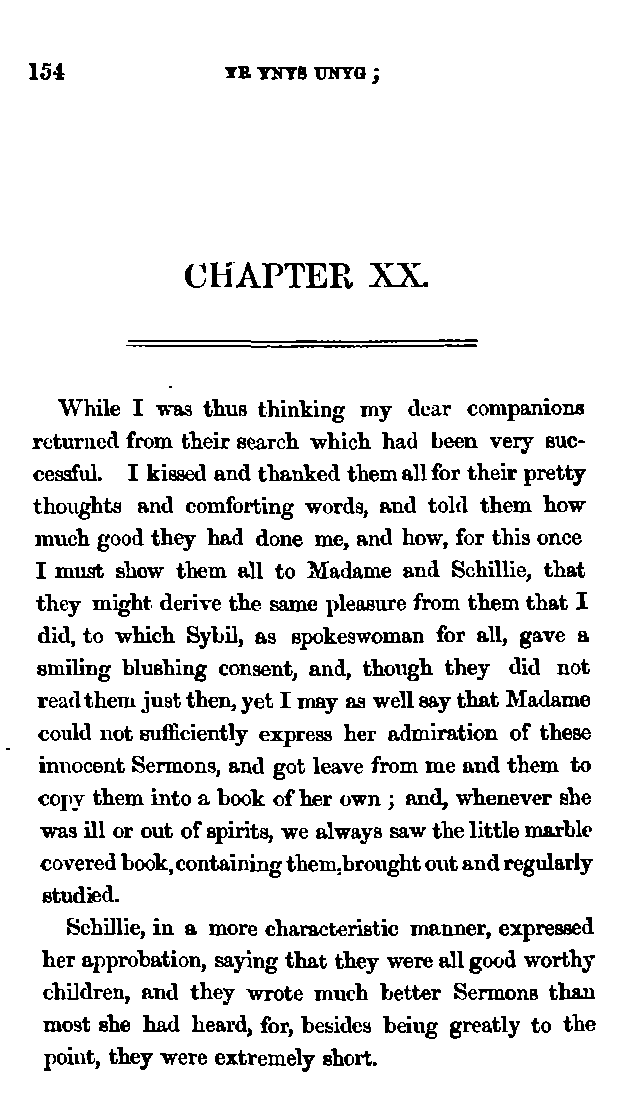 154 YR YNYS UNYG ;
CHAPTER XX.
While I was thus thinking my dear companions
returned from their search which had been very suc-
cessful. I kissed and thanked them all for their pretty
thoughts and comforting words, and told them how
much good they had done me, and how, for this once
I must show them all to Madame and Schillie, that
they might derive the same pleasure from them that I
did, to which Sybil, as spokeswoman for all, gave a
smiling blushing consent, and, though they did not
read them just then, yet I may as well say that Madame
could not sufficiently express her admiration of these
innocent Sermons, and got leave from me and them to
copy them into a book of her own ; and, whenever she
was ill or out of spirits, we always saw the little marble
covered book, containing them, brought out and regularly
studied.
Schillie, in a more characteristic manner, expressed
her approbation, saying that they were all good worthy
children, and they wrote much better Sermons than
most she had heard, for, besides being greatly to the
point, they were extremely short.